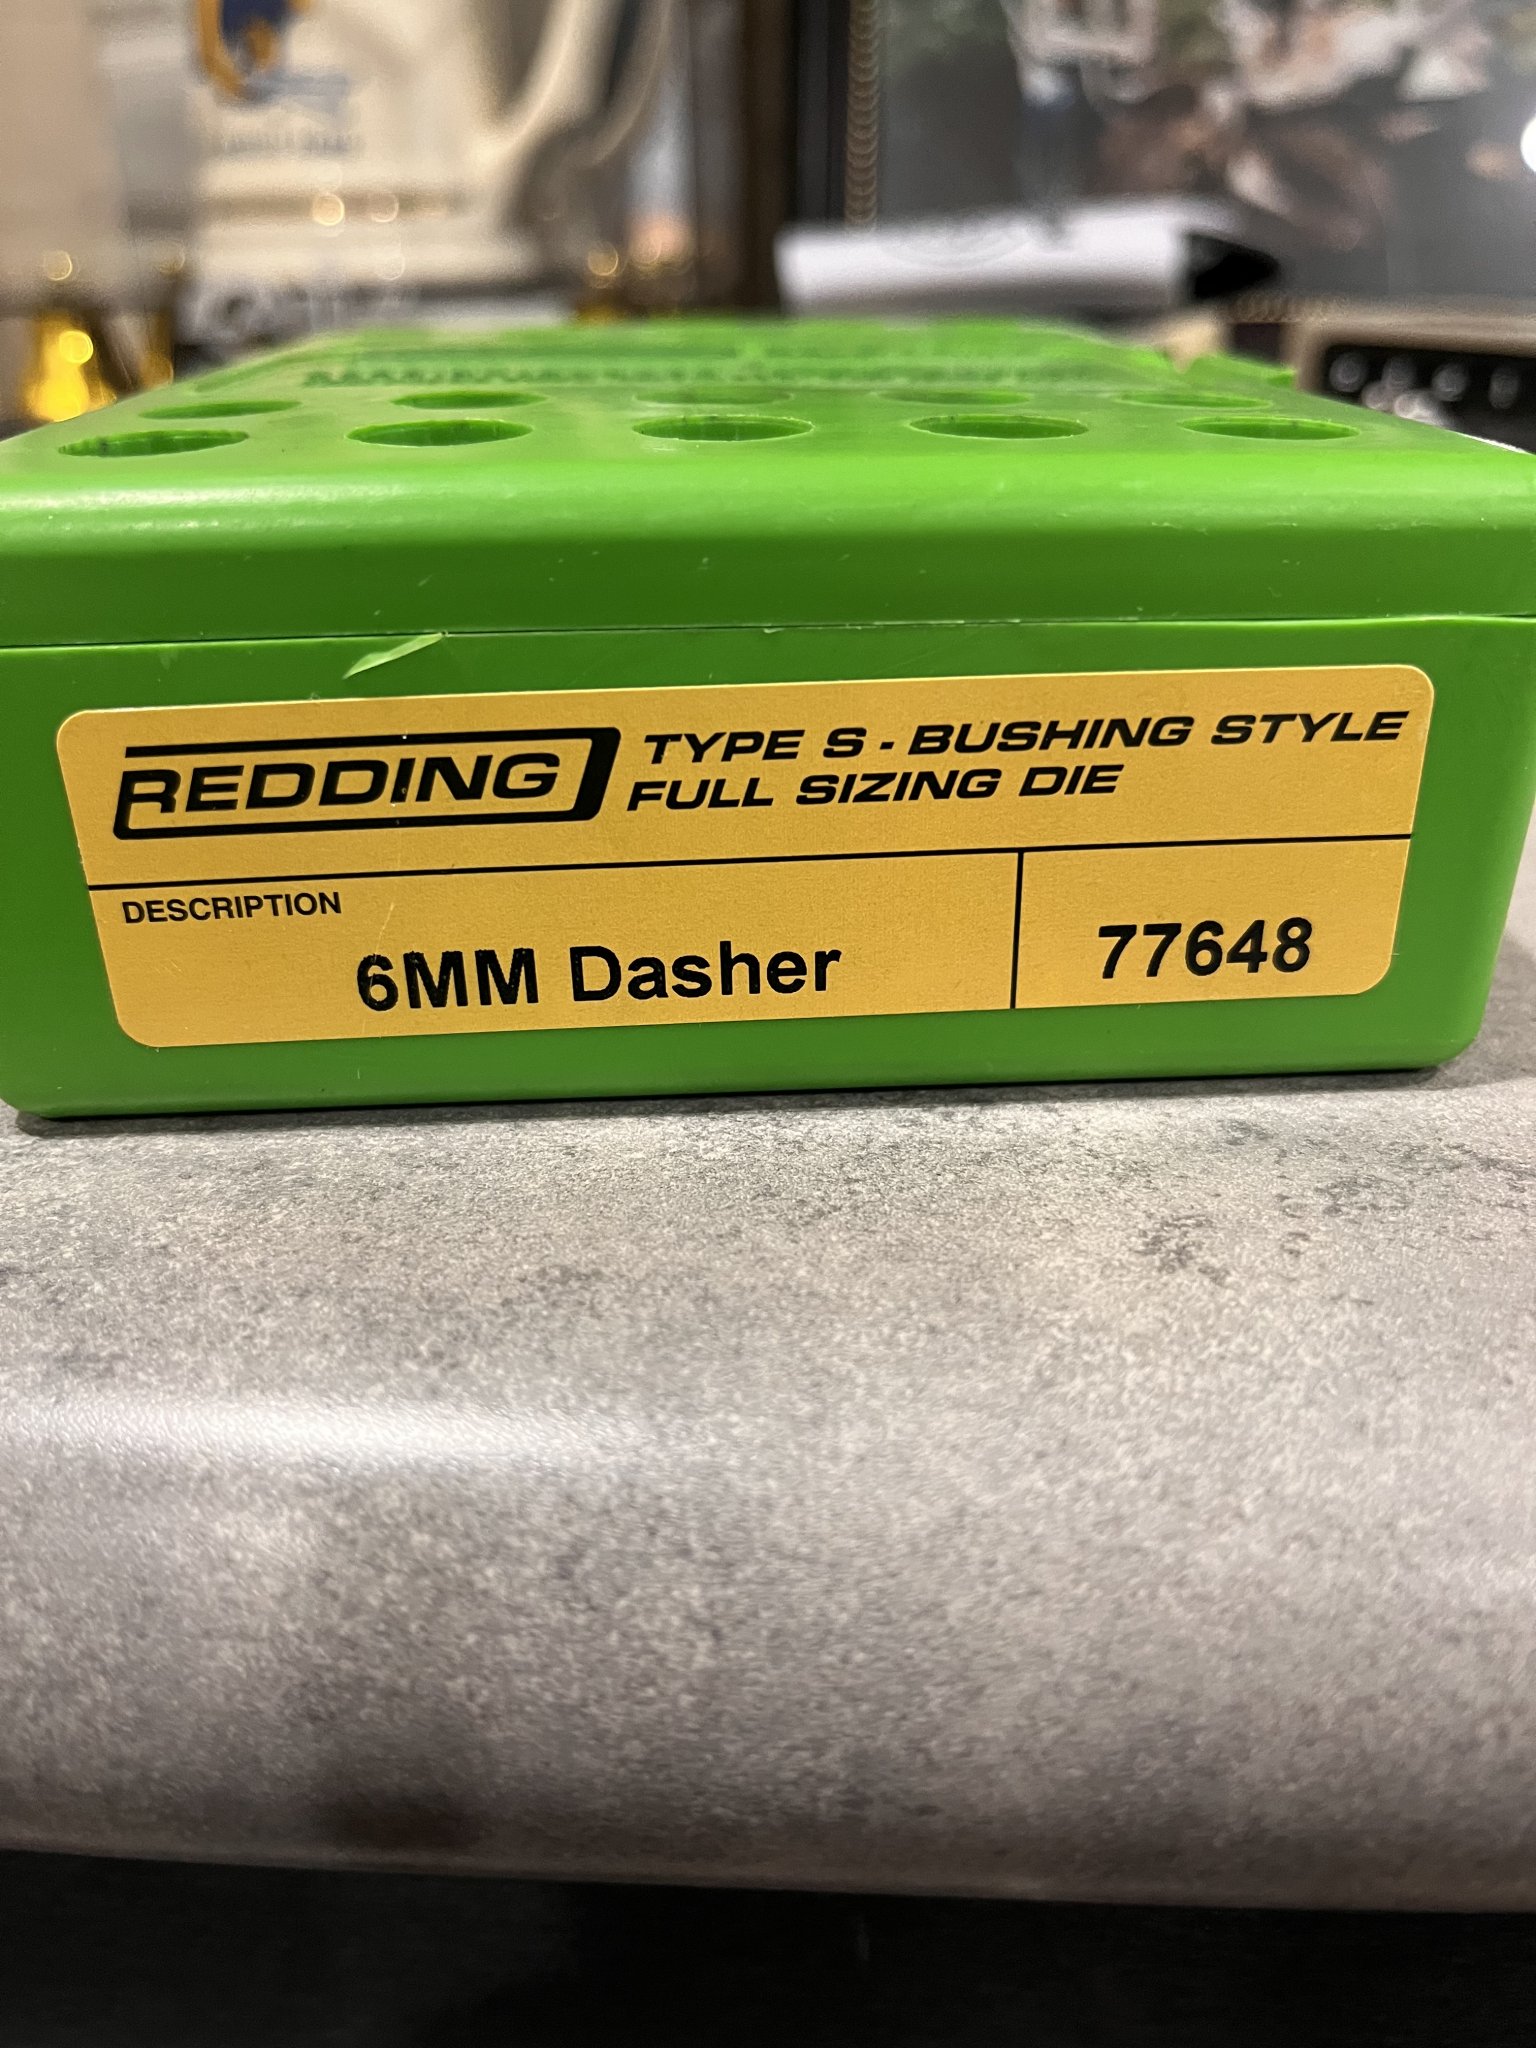 REDDING
TYPE S - BUSHING STYLE
FULL SIZING DIE
DESCRIPTION
6MM Dasher
77648